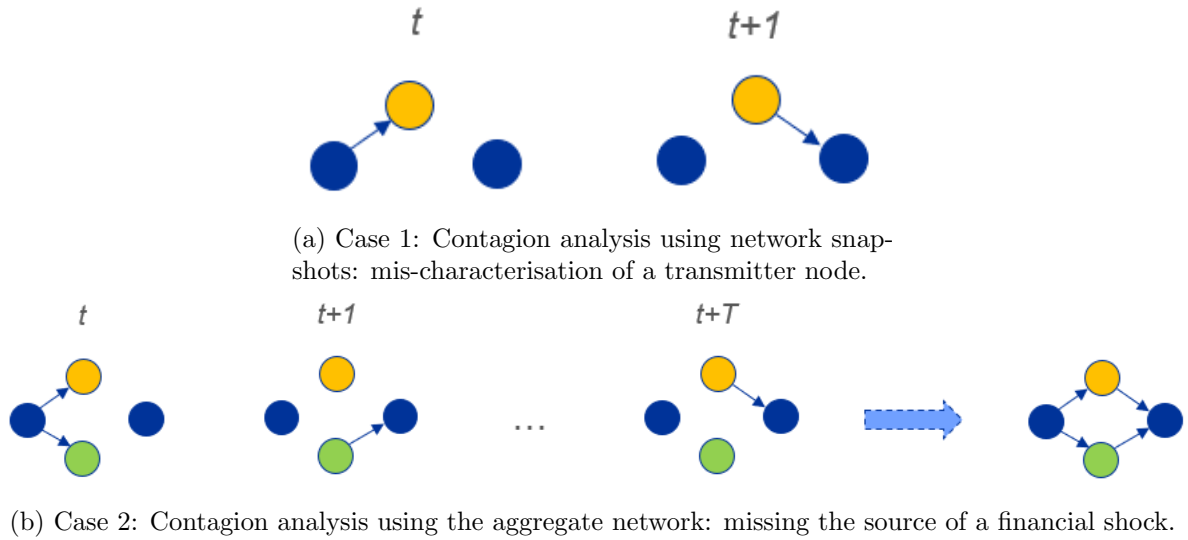 t t+1
(a) Case 1: Contagion analysis using network snap-
shots: mis-characterisation of a transmitter node.
t t+1 t+T
...
(b) Case 2: Contagion analysis using the aggregate network: missing the source of a financial shock.